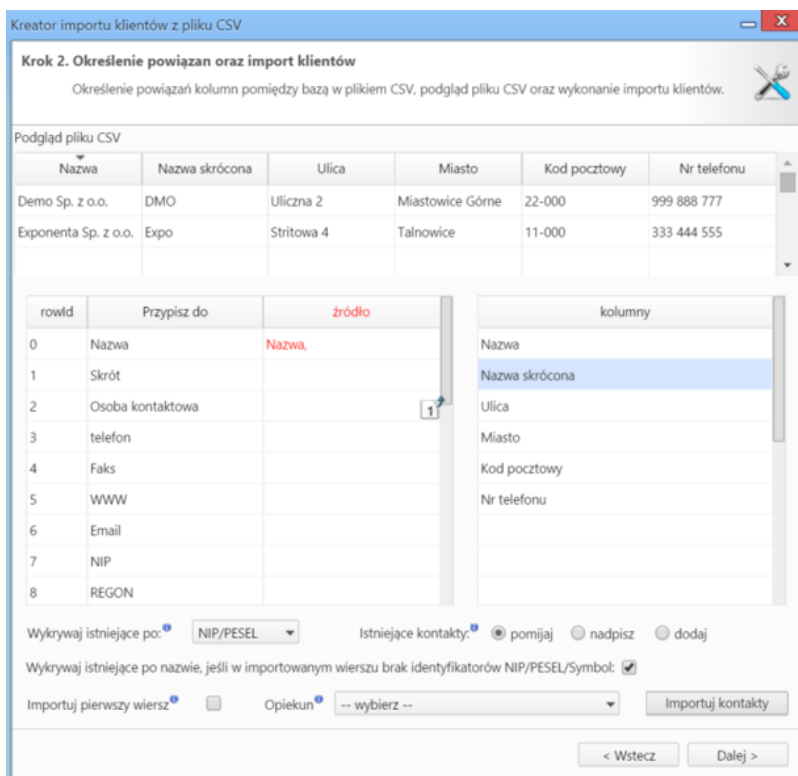 Kreator importu klientów z pliku CSV
Krok 2. Określenie powiązan oraz import klientów
Określenie powiązań kolumn pomiędzy bazą w plikiem CSV, podgląd pliku CSV oraz wykonanie importu klientów.
Podgląd pliku CSV
Nazwa Nazwa skrócona Ulica Miasto Kod pocztowy Nr telefonu
Demo Sp. z o.o. DMO Uliczna 2 Miastowice Górne 22-000 999 888 777
Exponenta Sp. z o.o. Expo Stritowa 4 Talnowice 11-000 333 444 555
rowId Przypisz do źródło kolumny
0 Nazwa Nazwa, Nazwa
1 Skrót Nazwa skrócona
2 Osoba kontaktowa 1 Ulica
3 telefon Miasto
4 Faks Kod pocztowy
5 WWW Nr telefonu
6 Email
7 NIP
8 REGON
Wykrywaj istniejące po: NIP/PESEL Istniejące kontakty: pomijaj nadpisz dodaj
Wykrywaj istniejące po nazwie, jeśli w importowanym wierszu brak identyfikatorów NIP/PESEL/Symbol:
Importuj pierwszy wiersz Opiekun -- wybierz -- Importuj kontakty
< Wstecz Dalej >